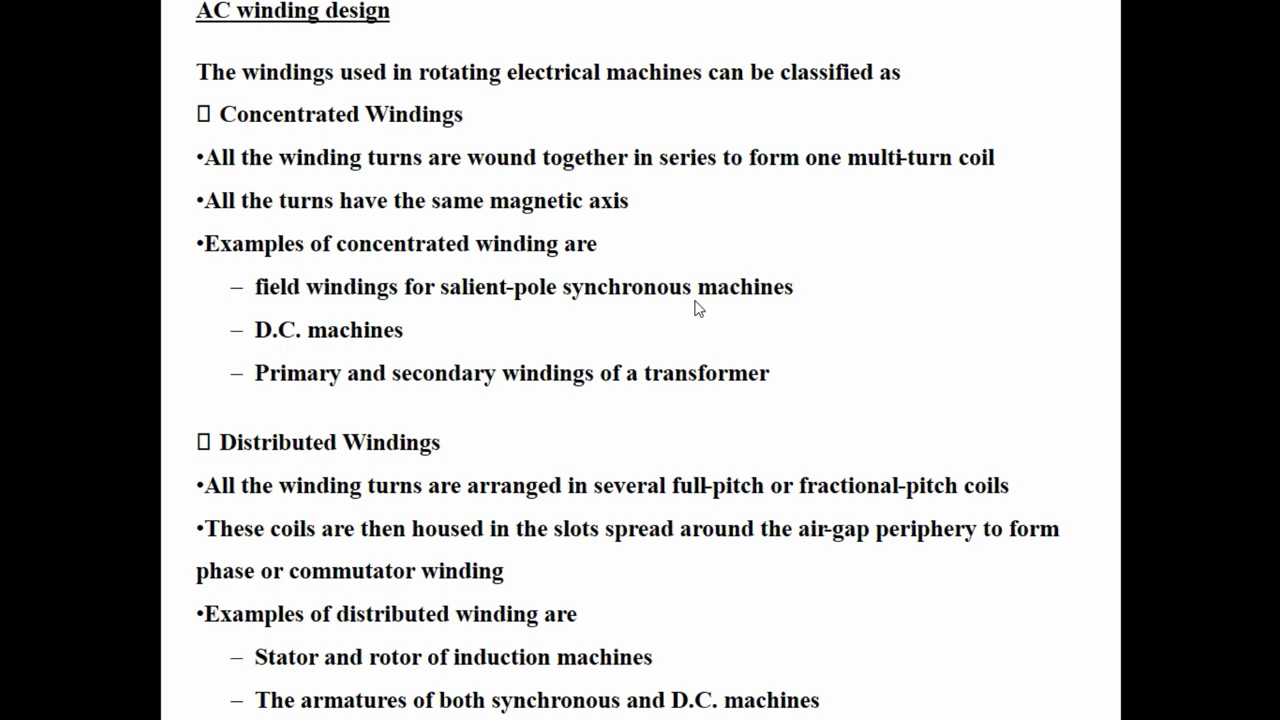 AC winding design
The windings used in rotating electrical machines can be classified as
Concentrated Windings
•All the winding turns are wound together in series to form one multi-turn coil
•All the turns have the same magnetic axis
•Examples of concentrated winding are
– field windings for salient-pole synchronous machines
– D.C. machines
– Primary and secondary windings of a transformer
Distributed Windings
•All the winding turns are arranged in several full-pitch or fractional-pitch coils
•These coils are then housed in the slots spread around the air-gap periphery to form
phase or commutator winding
•Examples of distributed winding are
– Stator and rotor of induction machines
– The armatures of both synchronous and D.C. machines